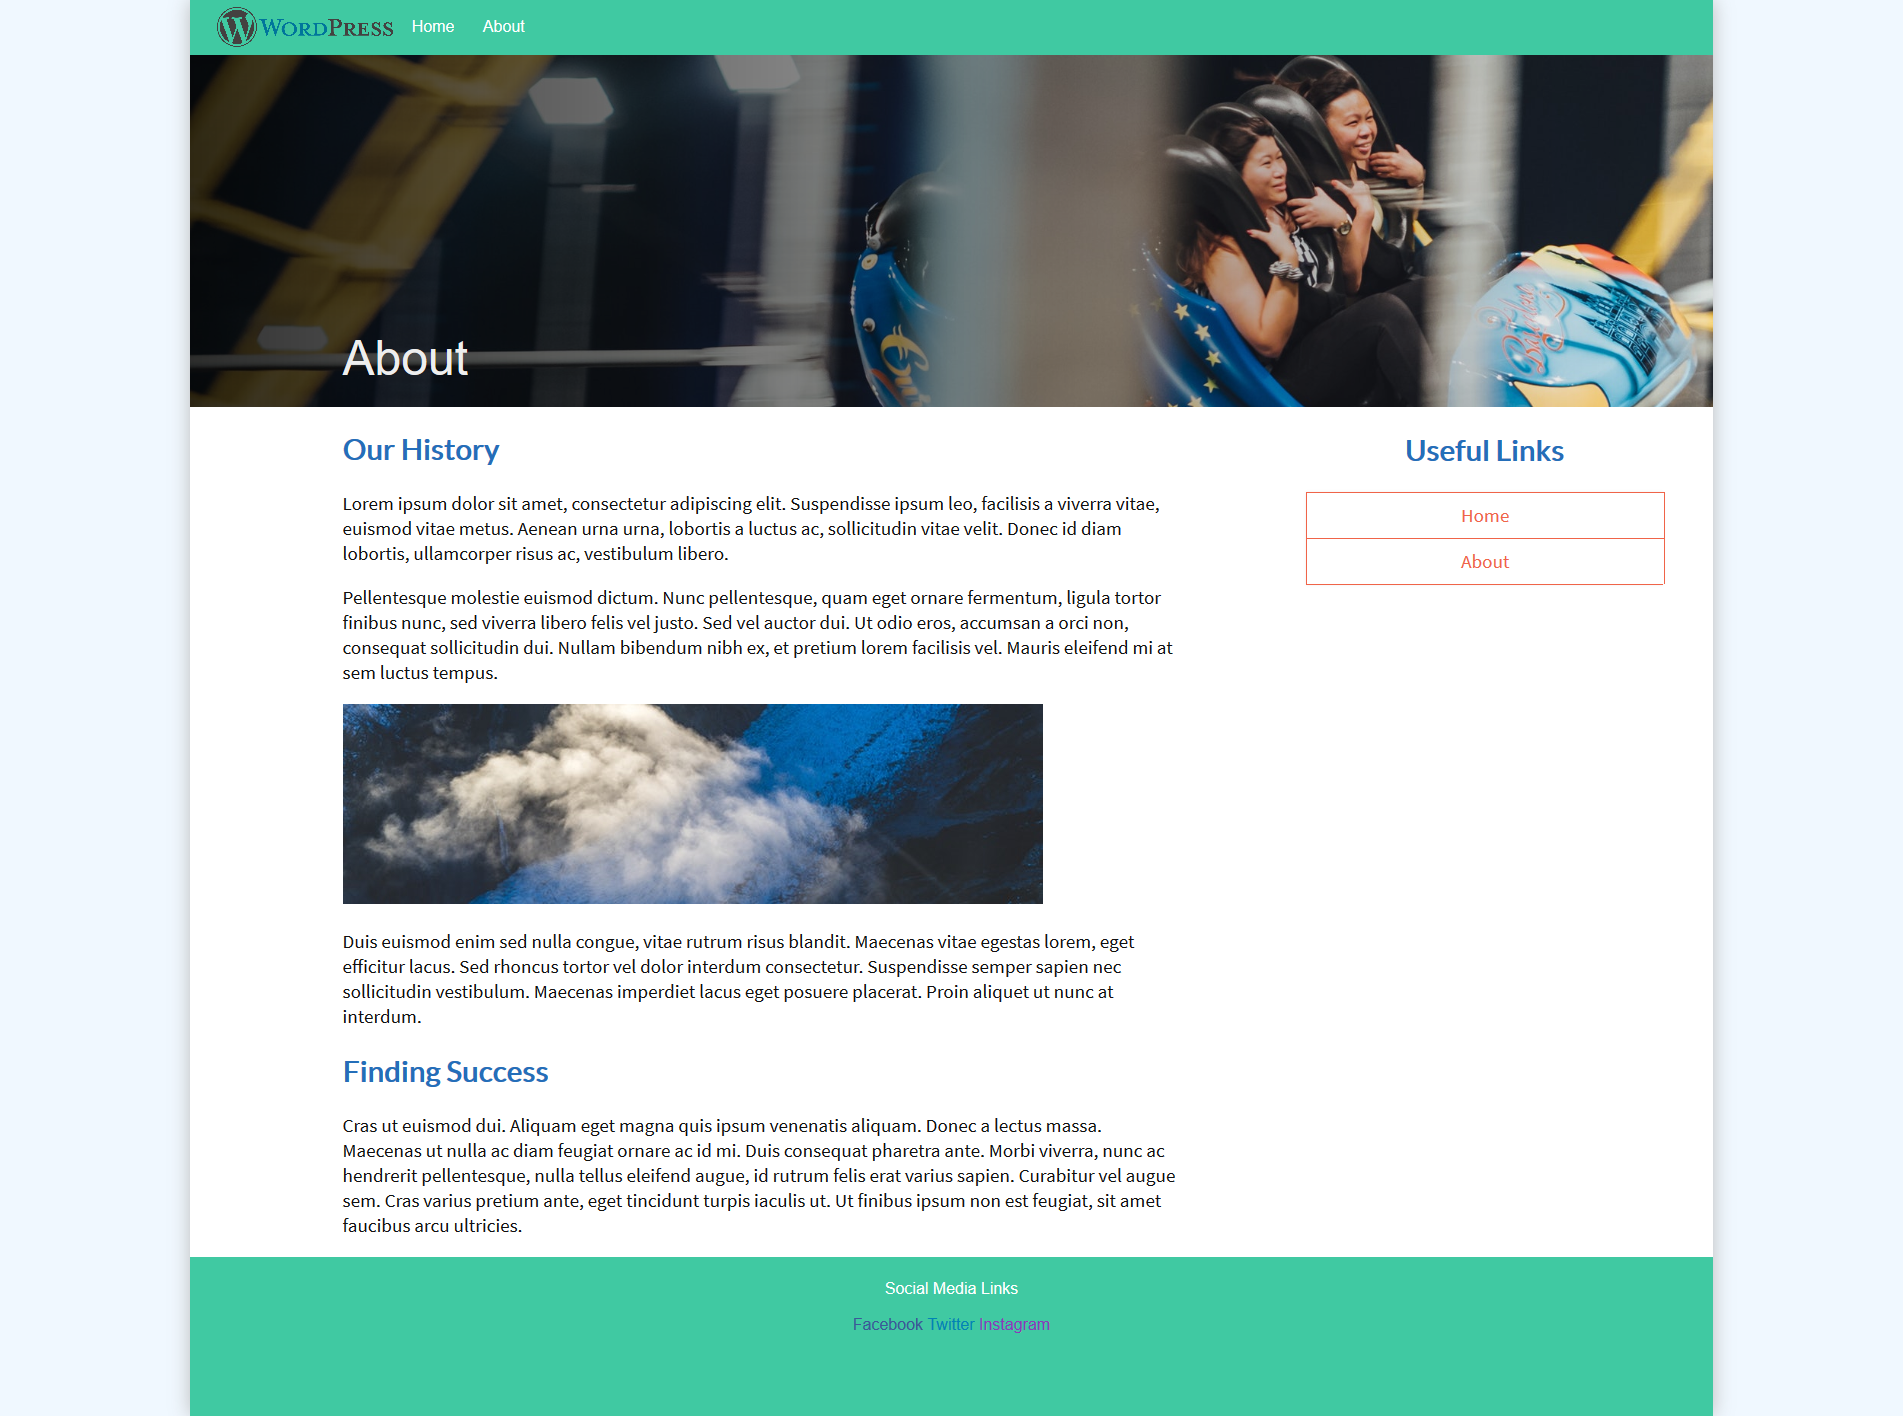 WORDPRESS Home About
About
Our History
Lorem ipsum dolor sit amet, consectetur adipiscing elit. Suspendisse ipsum leo, facilisis a viverra vitae,
euismod vitae metus. Aenean urna urna, lobortis a luctus ac, sollicitudin vitae velit. Donec id diam
lobortis, ullamcorper risus ac, vestibulum libero.
Pellentesque molestie euismod dictum. Nunc pellentesque, quam eget ornare fermentum, ligula tortor
finibus nunc, sed viverra libero felis vel justo. Sed vel auctor dui. Ut odio eros, accumsan a orci non,
consequat sollicitudin dui. Nullam bibendum nibh ex, et pretium lorem facilisis vel. Mauris eleifend mi at
sem luctus tempus.
Duis euismod enim sed nulla congue, vitae rutrum risus blandit. Maecenas vitae egestas lorem, eget
efficitur lacus. Sed rhoncus tortor vel dolor interdum consectetur. Suspendisse semper sapien nec
sollicitudin vestibulum. Maecenas imperdiet lacus eget posuere placerat. Proin aliquet ut nunc at
interdum.
Finding Success
Cras ut euismod dui. Aliquam eget magna quis ipsum venenatis aliquam. Donec a lectus massa.
Maecenas ut nulla ac diam feugiat ornare ac id mi. Duis consequat pharetra ante. Morbi viverra, nunc ac
hendrerit pellentesque, nulla tellus eleifend augue, id rutrum felis erat varius sapien. Curabitur vel augue
sem. Cras varius pretium ante, eget tincidunt turpis iaculis ut. Ut finibus ipsum non est feugiat, sit amet
faucibus arcu ultricies.
Useful Links
Home
About
Social Media Links
Facebook Twitter Instagram